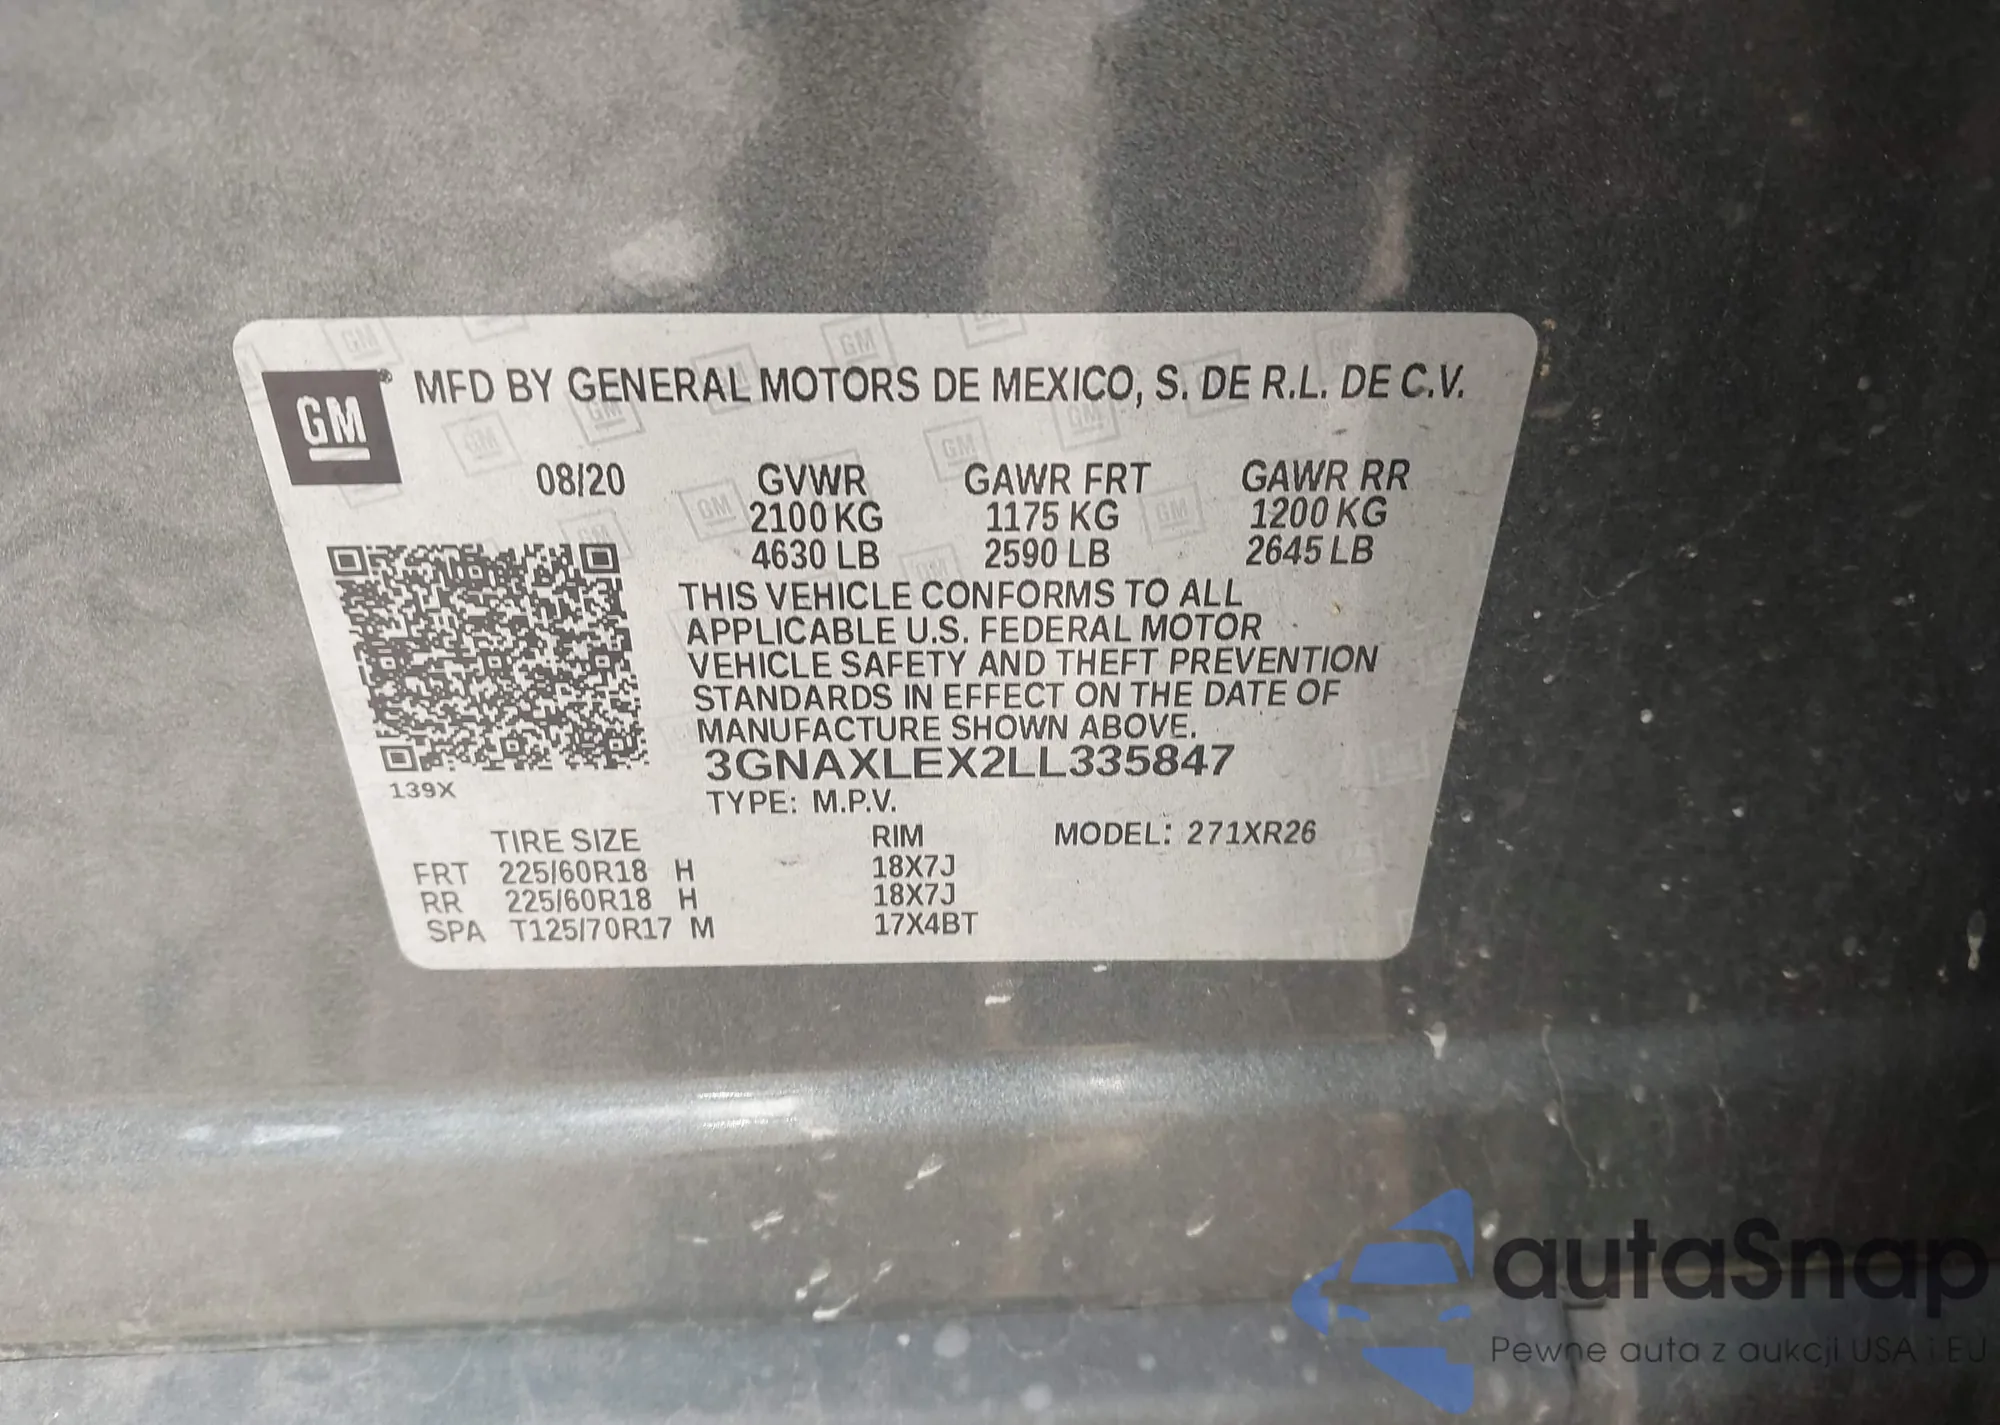 GM
MFD BY GENERAL MOTORS DE MEXICO, S. DE R.L. DE C.V.
08/20 GVWR GAWR FRT GAWR RR
2100 KG 1175 KG 1200 KG
4630 LB 2590 LB 2645 LB
THIS VEHICLE CONFORMS TO ALL
APPLICABLE U.S. FEDERAL MOTOR
VEHICLE SAFETY AND THEFT PREVENTION
STANDARDS IN EFFECT ON THE DATE OF
MANUFACTURE SHOWN ABOVE.
3GNAXLEX2LL335847
139X
TYPE: M.P.V.
TIRE SIZE RIM MODEL: 271XR26
FRT 225/60R18 H 18X7J
RR 225/60R18 H 18X7J
SPA T125/70R17 M 17X4BT
autaSnap
Pewne auta z aukcji USA i EU